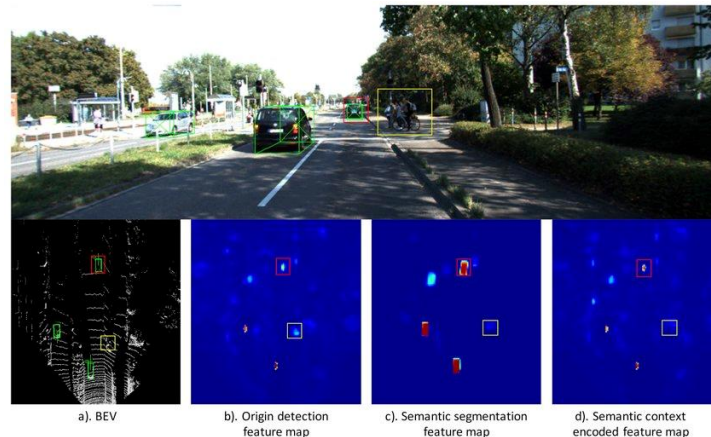 a). BEV
b). Origin detection
feature map
c). Semantic segmentation
feature map
d). Semantic context
encoded feature map